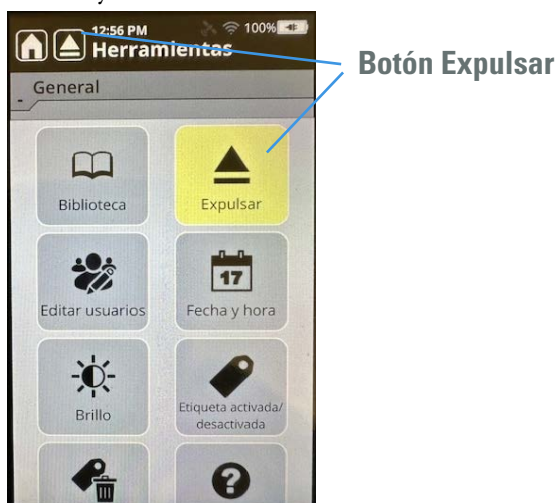 12:56 PM
100%
Herramientas
General
Botón Expulsar
Biblioteca
Expulsar
Editar usuarios
17
Fecha y hora
Brillo
Etiqueta activada/
desactivada
?